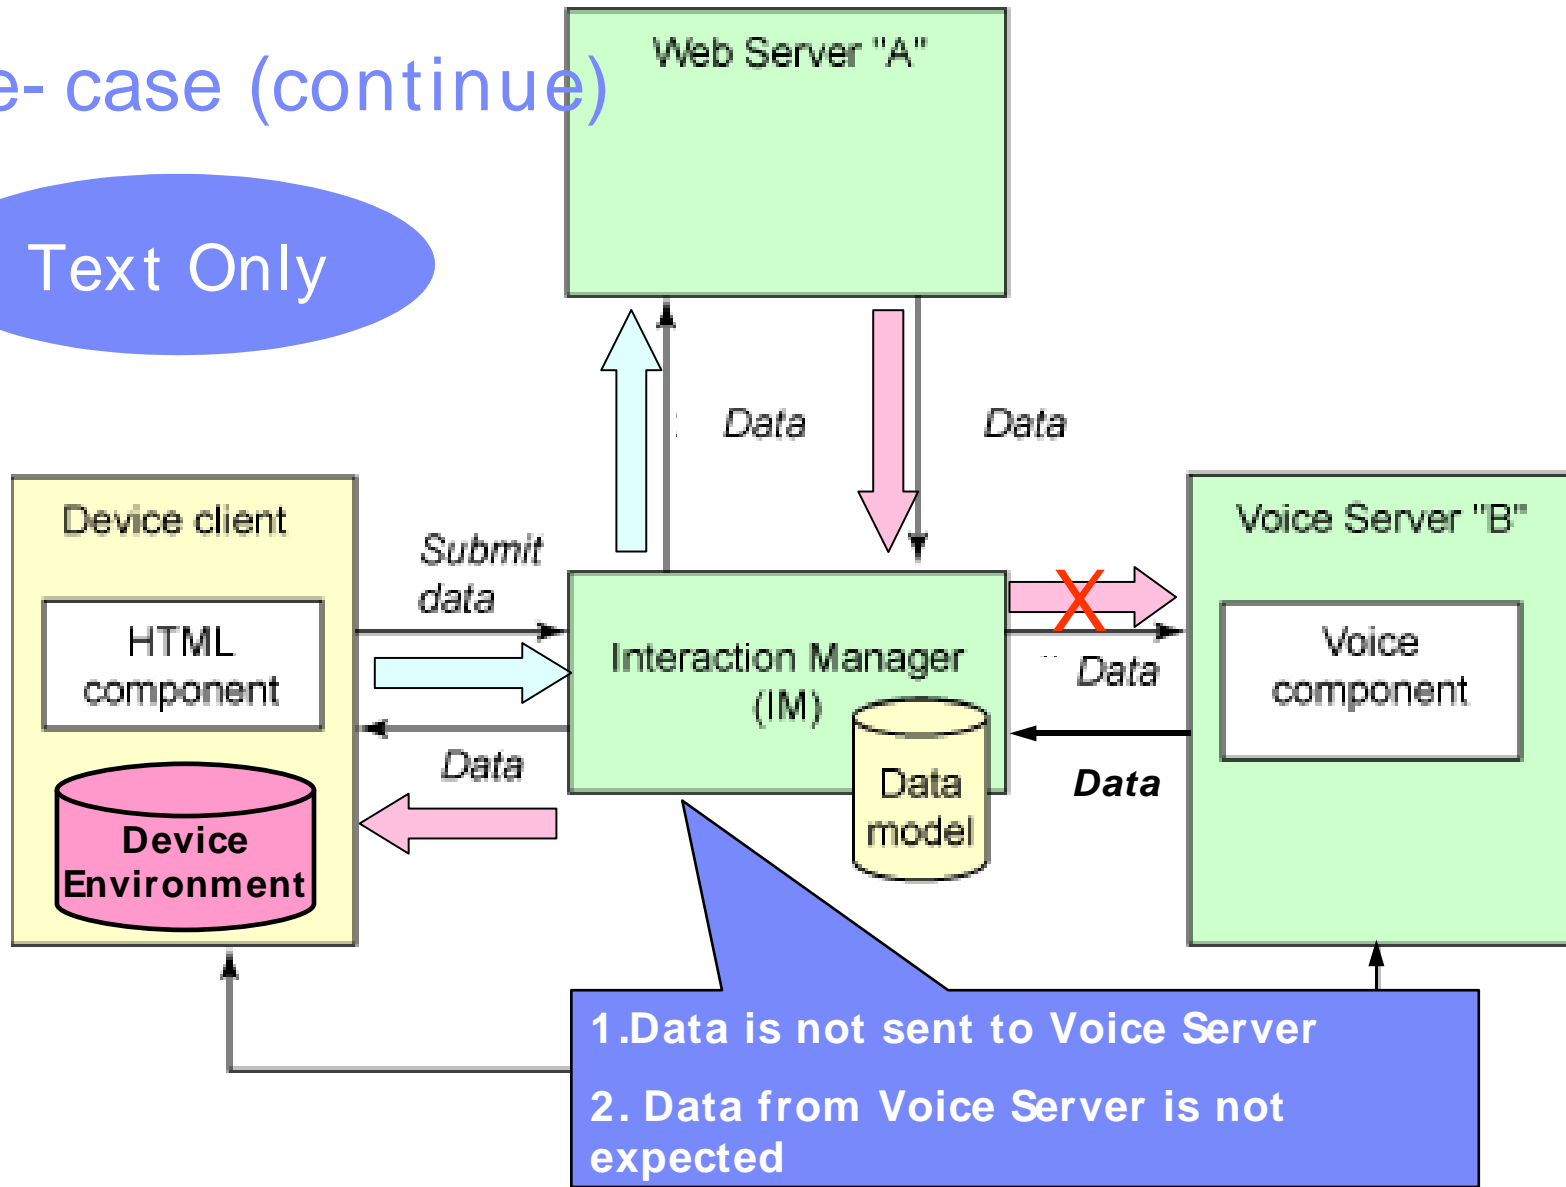 Web Server "A"
e- case (continue)
Text Only
Data
Data
Device client
Submit
data
Voice Server "B"
HTML
component
Interaction Manager
(IM)
X
Data
Voice
component
Data
Data
model
Data
Device
Environment
1.Data is not sent to Voice Server
2. Data from Voice Server is not
expected